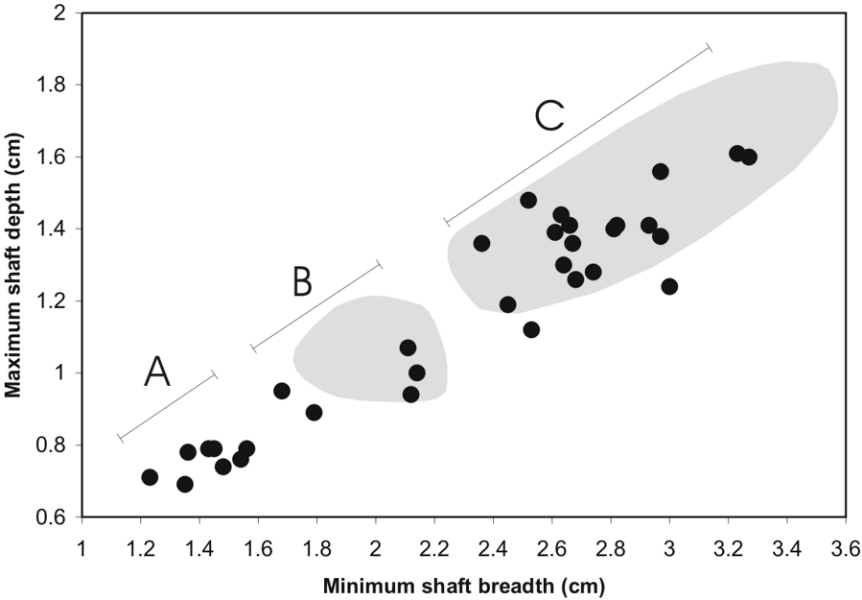 2
1.8
1.6
1.4
1.2
1
0.8
0.6
Maximum shaft depth (cm)
A
B
C
1 1.2 1.4 1.6 1.8 2 2.2 2.4 2.6 2.8 3 3.2 3.4 3.6
Minimum shaft breadth (cm)